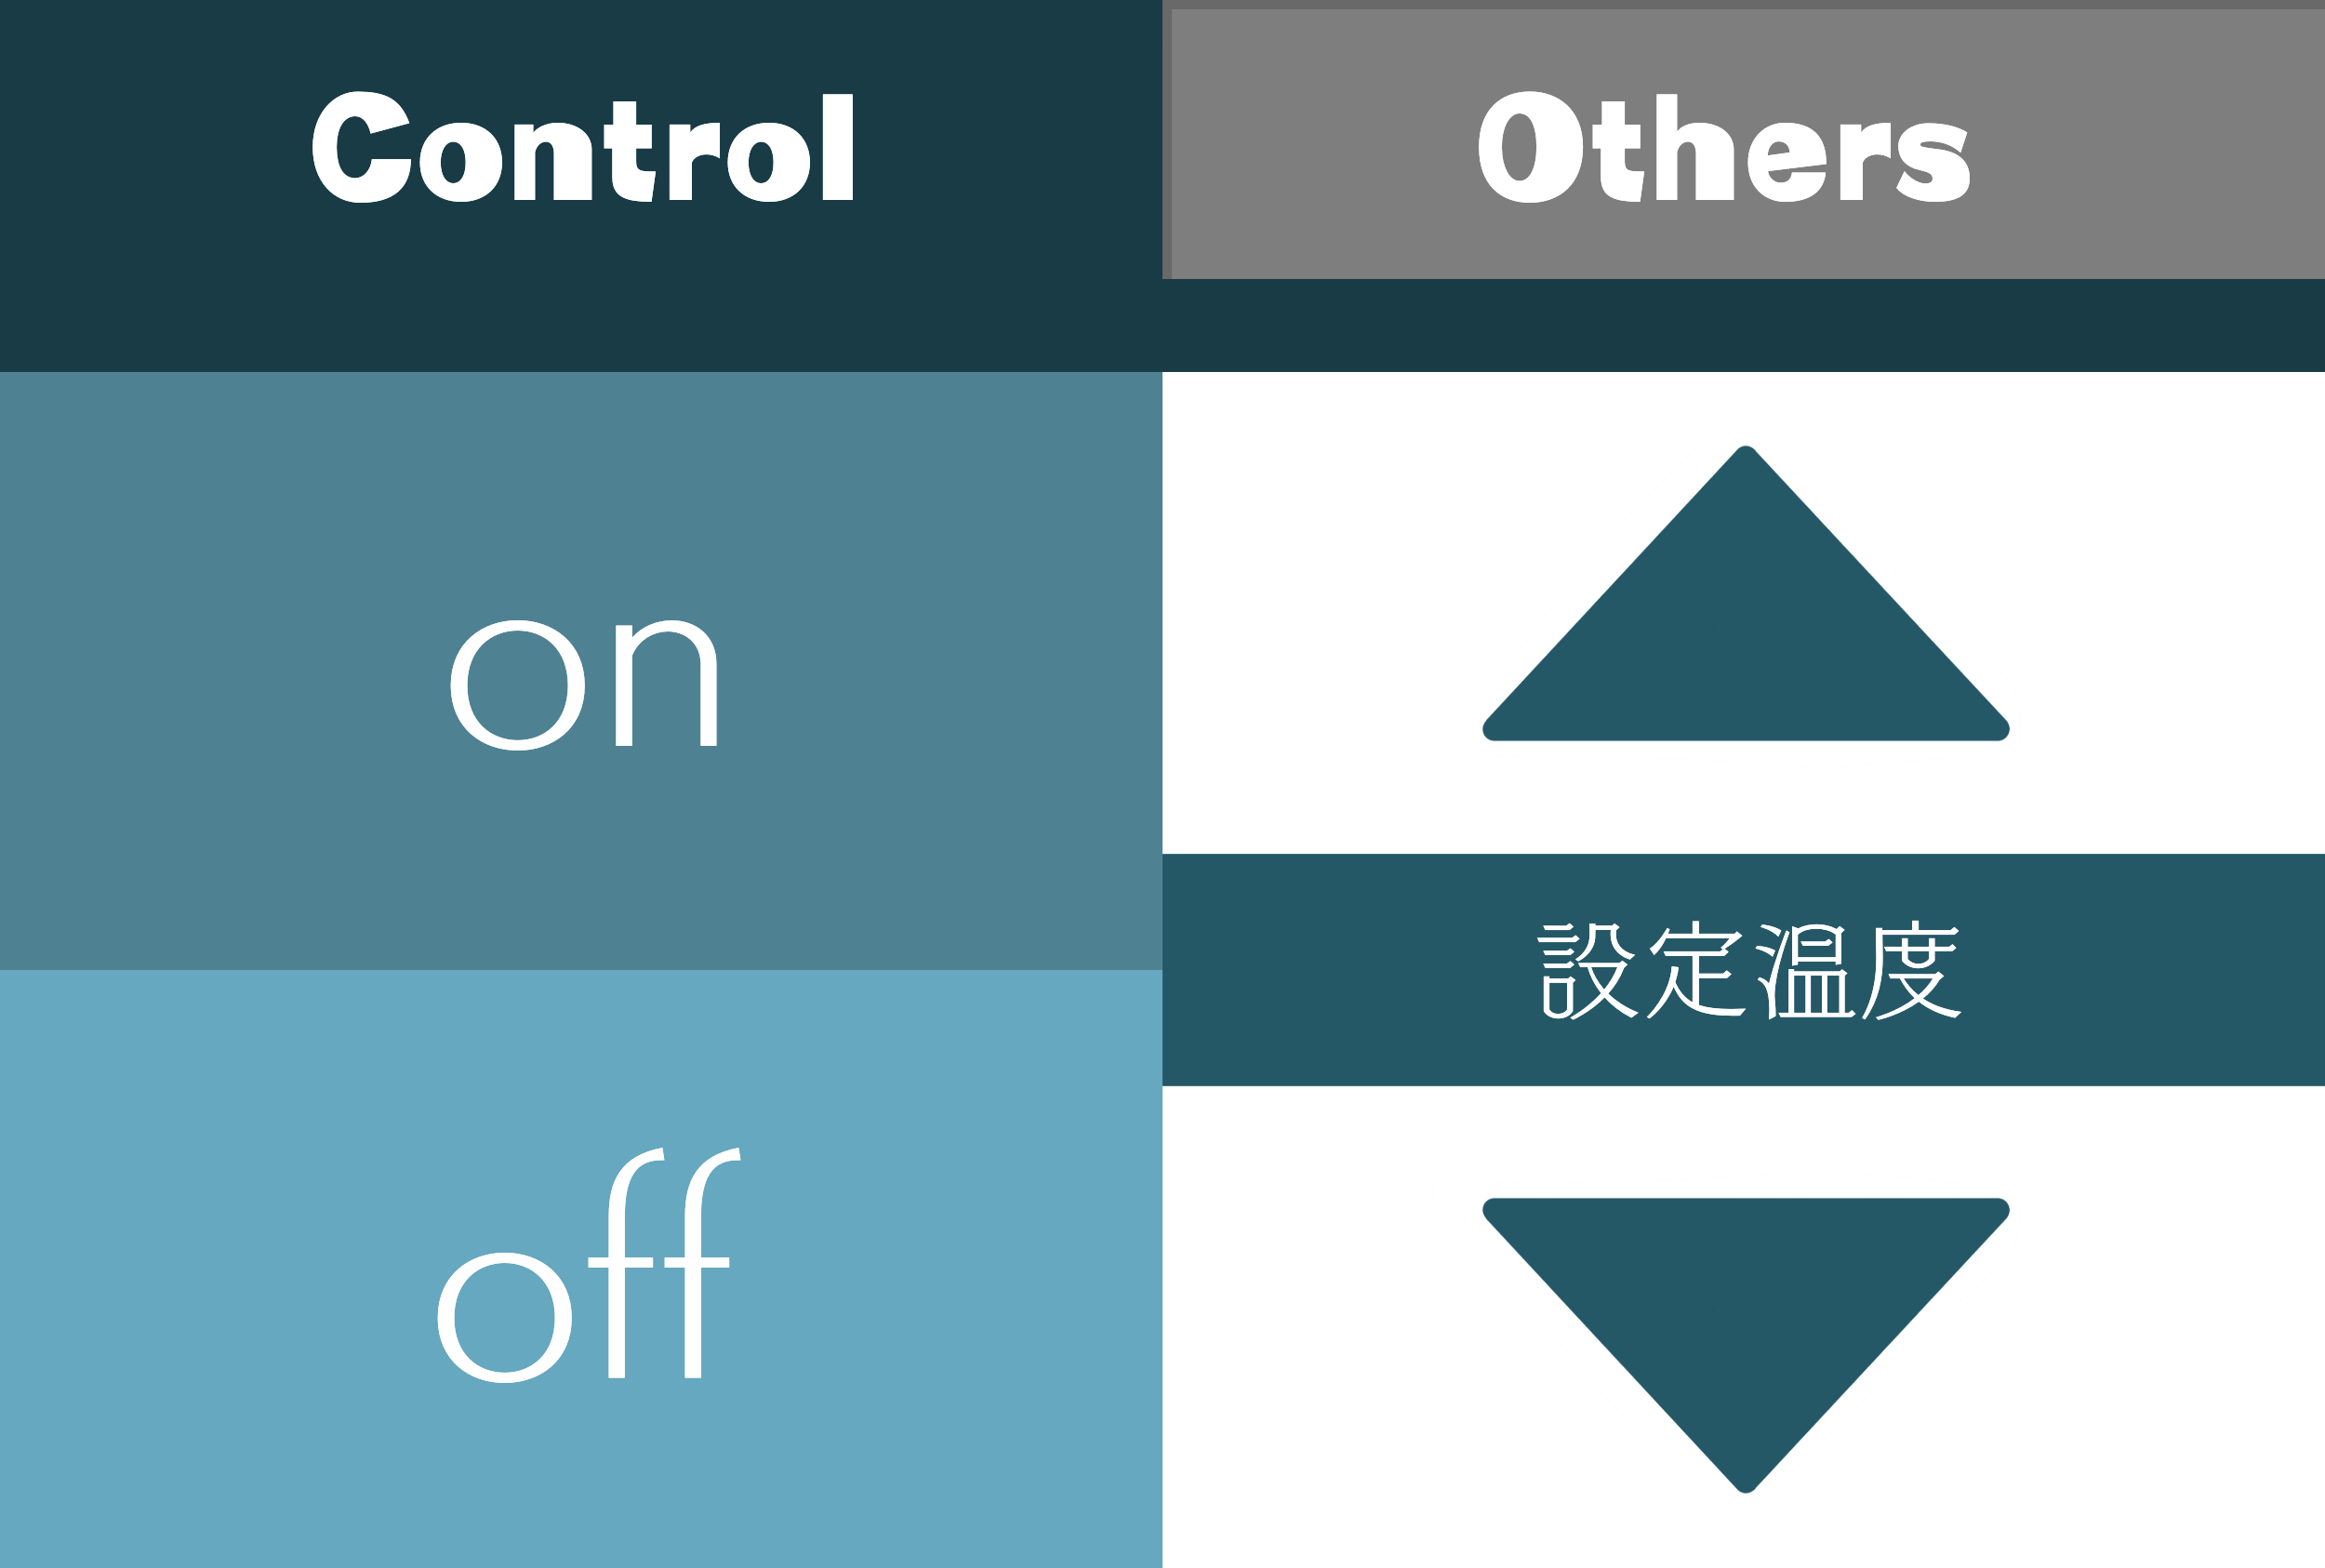 Control
Others
on
設定温度
off